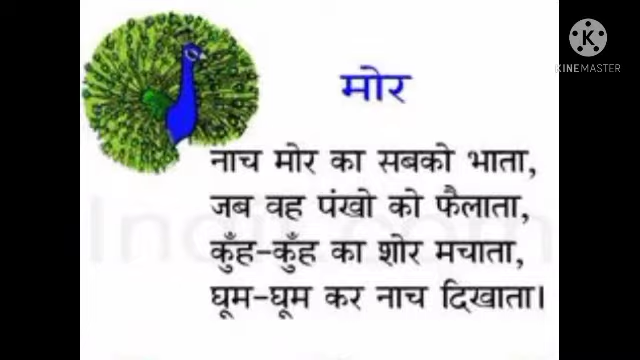 K
KINEMASTER
मोर
नाच मोर का सबको भाता,
जब वह पंखो को फैलाता,
कुँह-कुँह का शोर मचाता,
घूम-घूम कर नाच दिखाता।